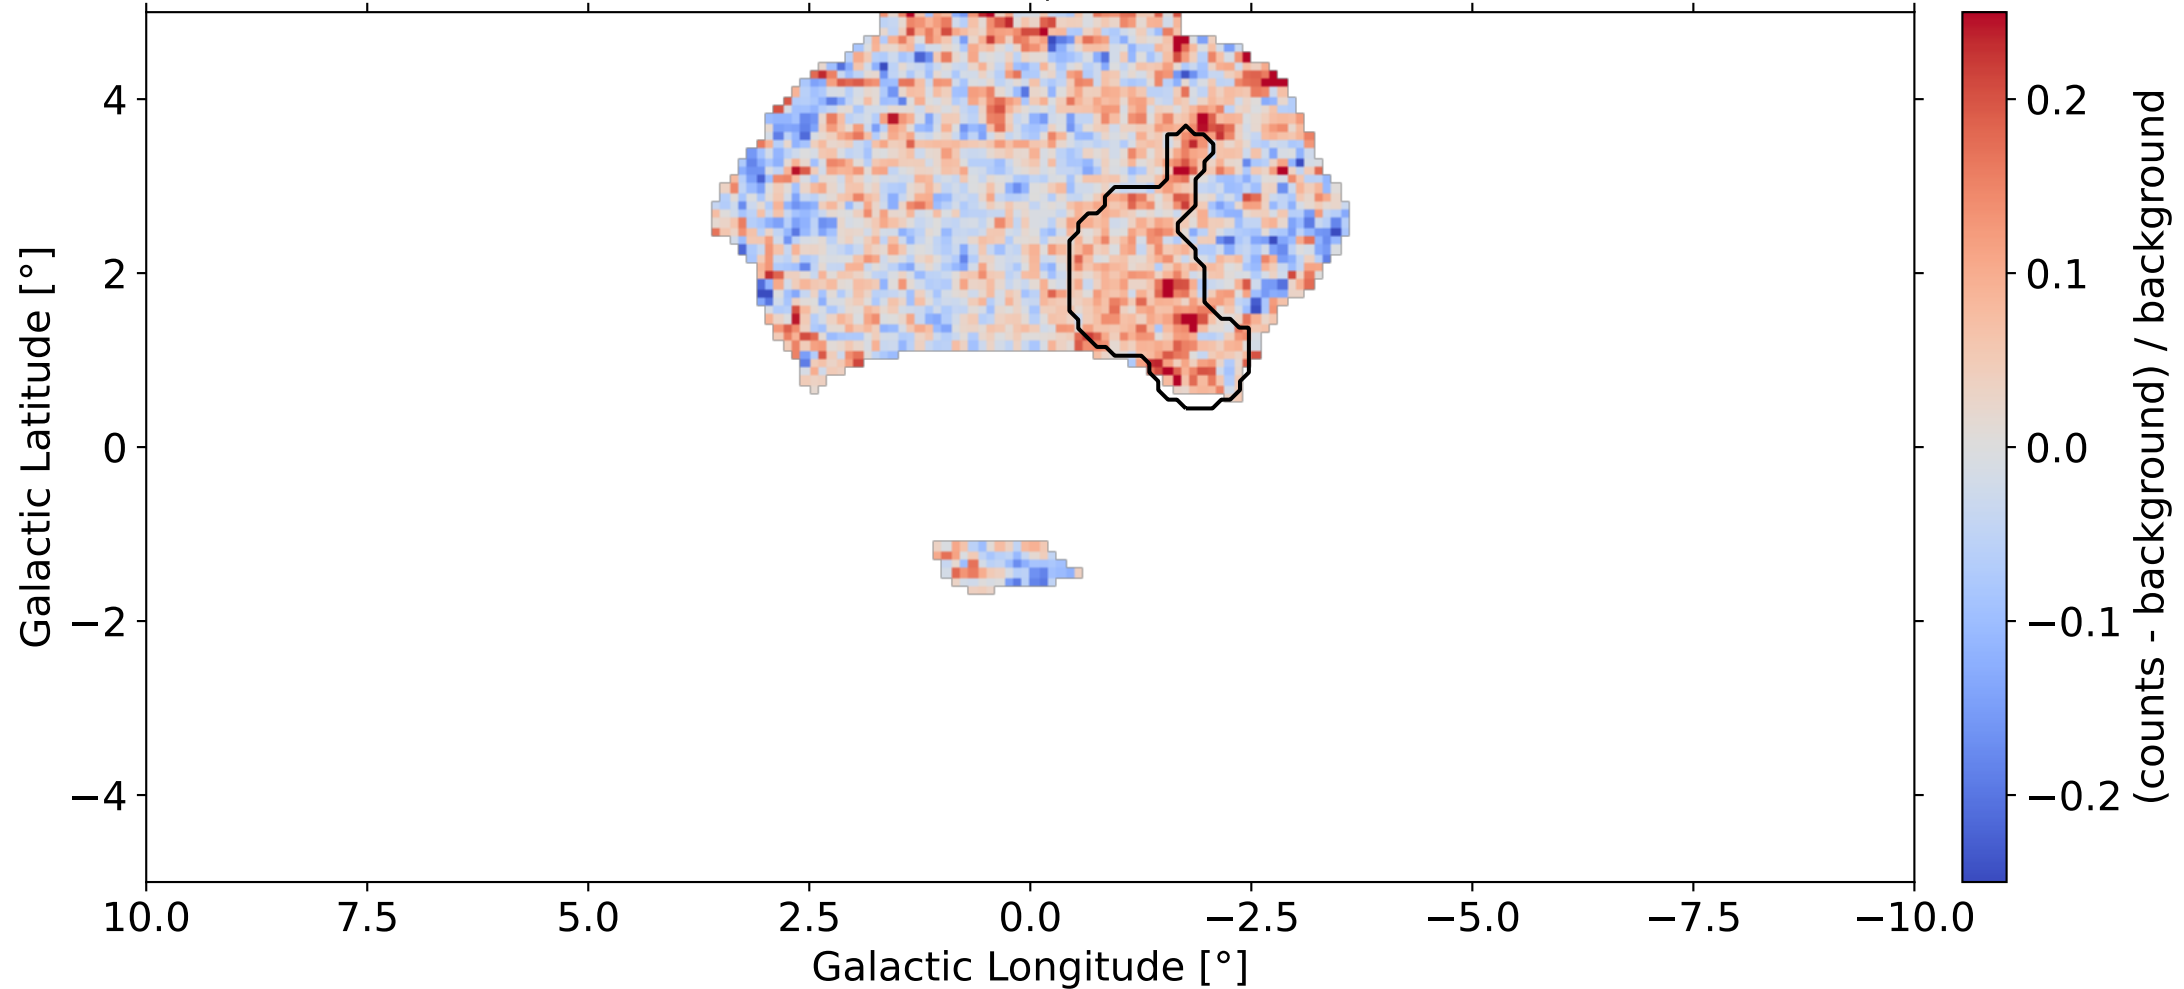 4
2
0
−2
−4
Galactic Latitude [°]
10.0 7.5 5.0 2.5 0.0 −2.5 −5.0 −7.5 −10.0
Galactic Longitude [°]
0.2
0.1
0.0
−0.1
−0.2
(counts - background) / background